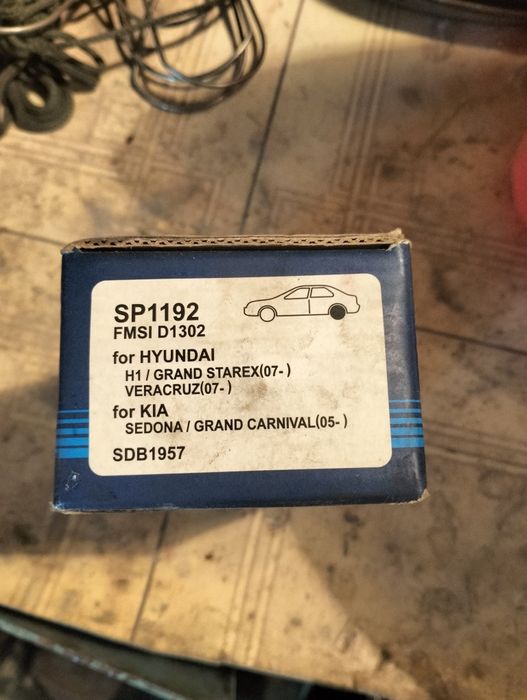 SP1192
FMSI D1302
for HYUNDAI
H1 / GRAND STAREX(07- )
VERACRUZ(07- )
for KIA
SEDONA / GRAND CARNIVAL(05- )
SDB1957